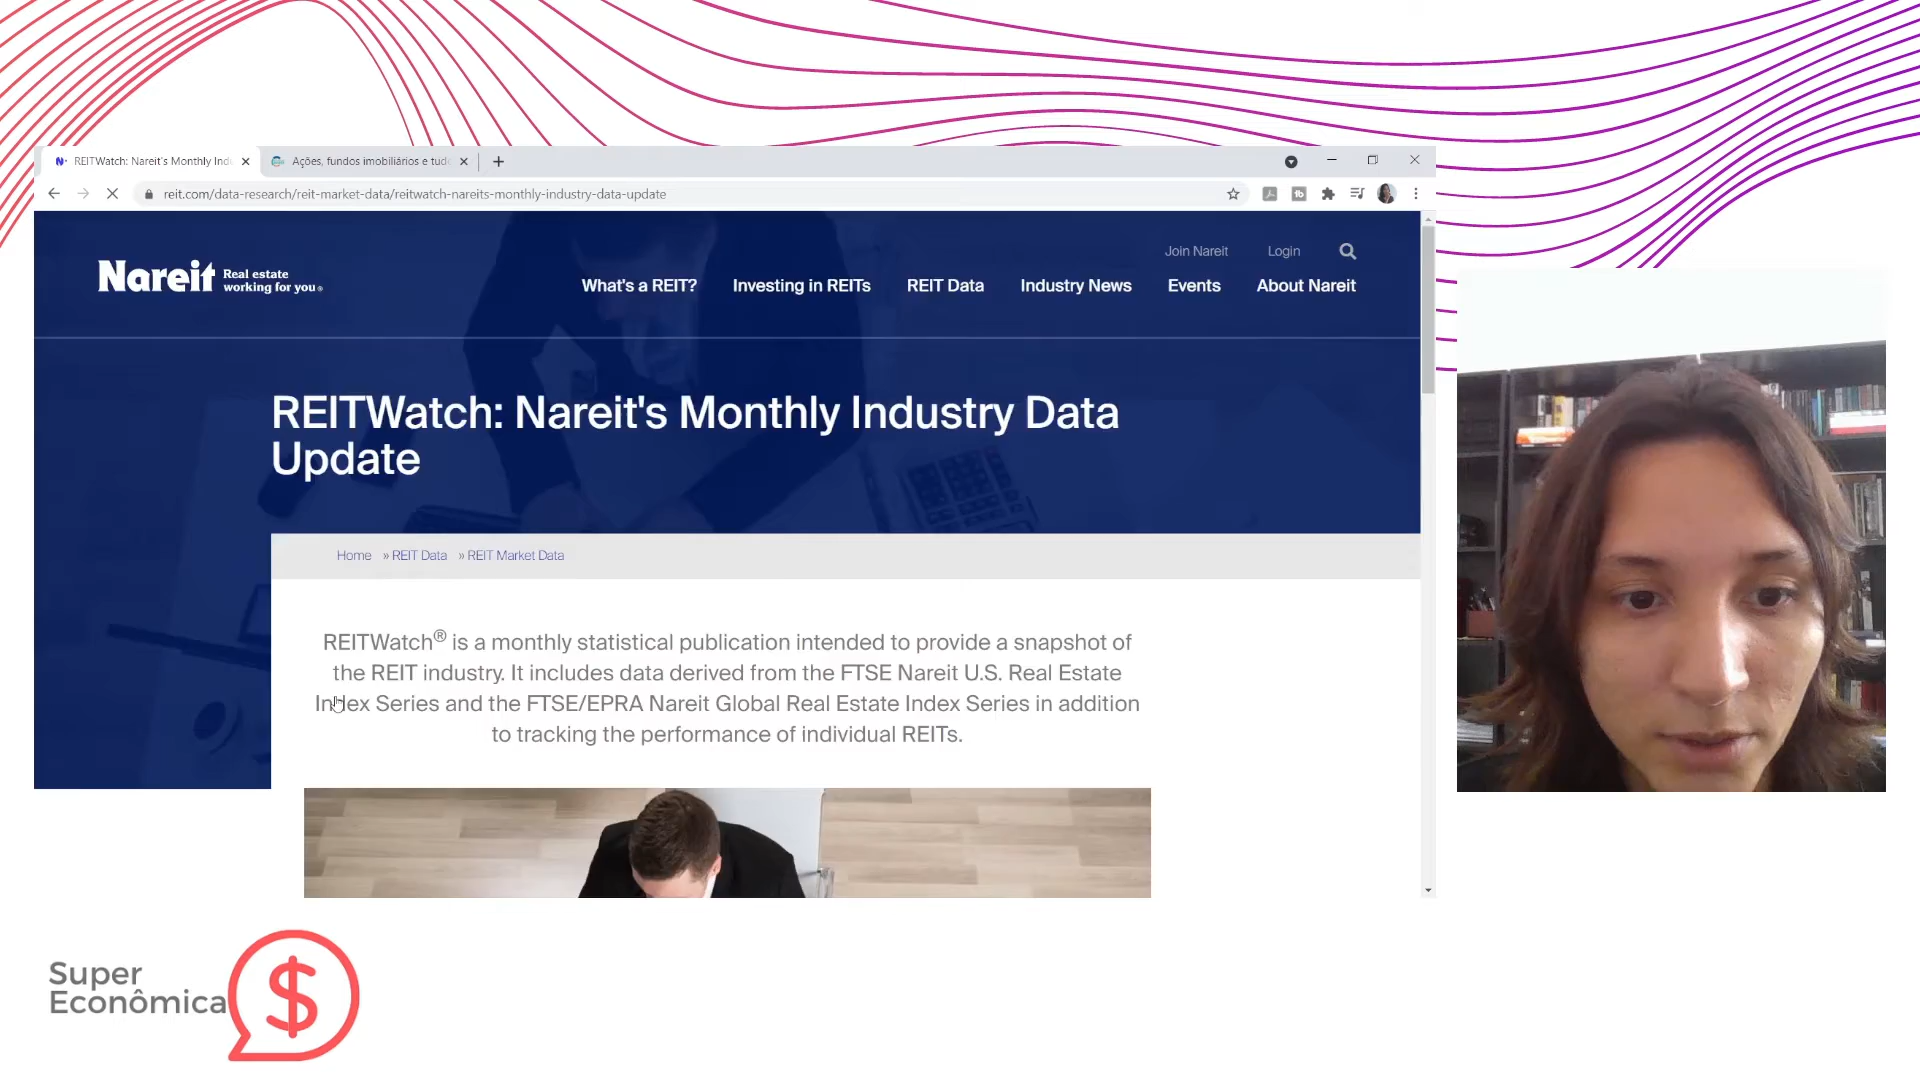 REITWatch: Nareit's Monthly Ind
Ações, fundos imobiliários e tud
reit.com/data-research/reit-market-data/reitwatch-nareits-monthly-industry-data-update
Join Nareit Login
Nareit Real estate
working for you®
What's a REIT? Investing in REITs REIT Data Industry News Events About Nareit
REITWatch: Nareit's Monthly Industry Data
Update
Home » REIT Data » REIT Market Data
REITWatch® is a monthly statistical publication intended to provide a snapshot of
the REIT industry. It includes data derived from the FTSE Nareit U.S. Real Estate
Index Series and the FTSE/EPRA Nareit Global Real Estate Index Series in addition
to tracking the performance of individual REITs.
Super
Econômica
$